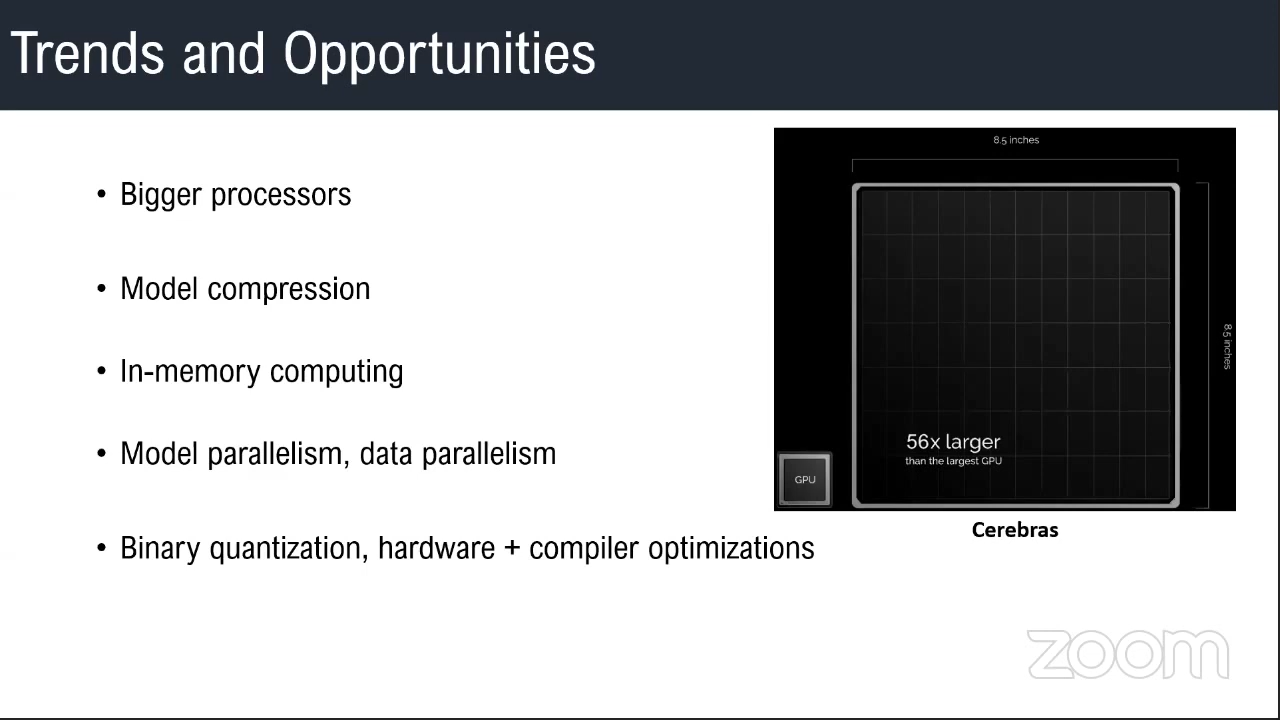 Trends and Opportunities
• Bigger processors
• Model compression
• In-memory computing
• Model parallelism, data parallelism
• Binary quantization, hardware + compiler optimizations
8.5 inches
8.5 inches
56x larger
than the largest GPU
GPU
Cerebras
zoom